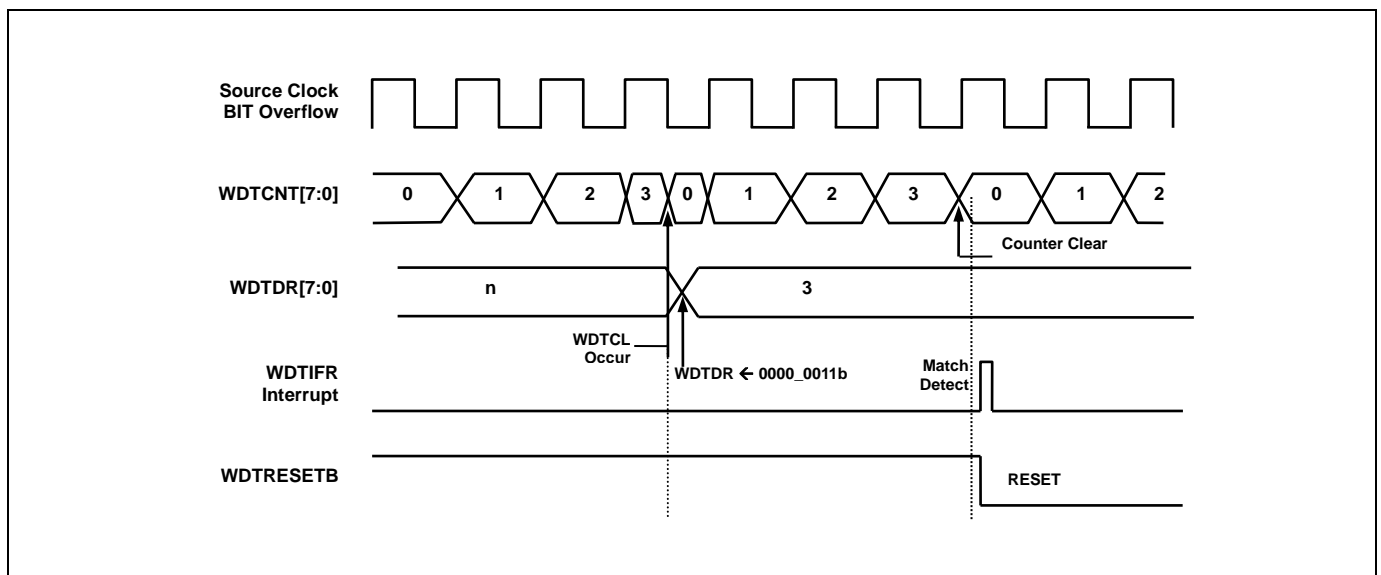 Source Clock
BIT Overflow
WDTCNT[7:0]
0 1 2 3 0 1 2 3 0 1 2
Counter Clear
WDTDR[7:0]
n 3
WDTCL
Occur
WDTDR ← 0000_0011b
WDTIFR
Interrupt
Match
Detect
WDTRESETB
RESET